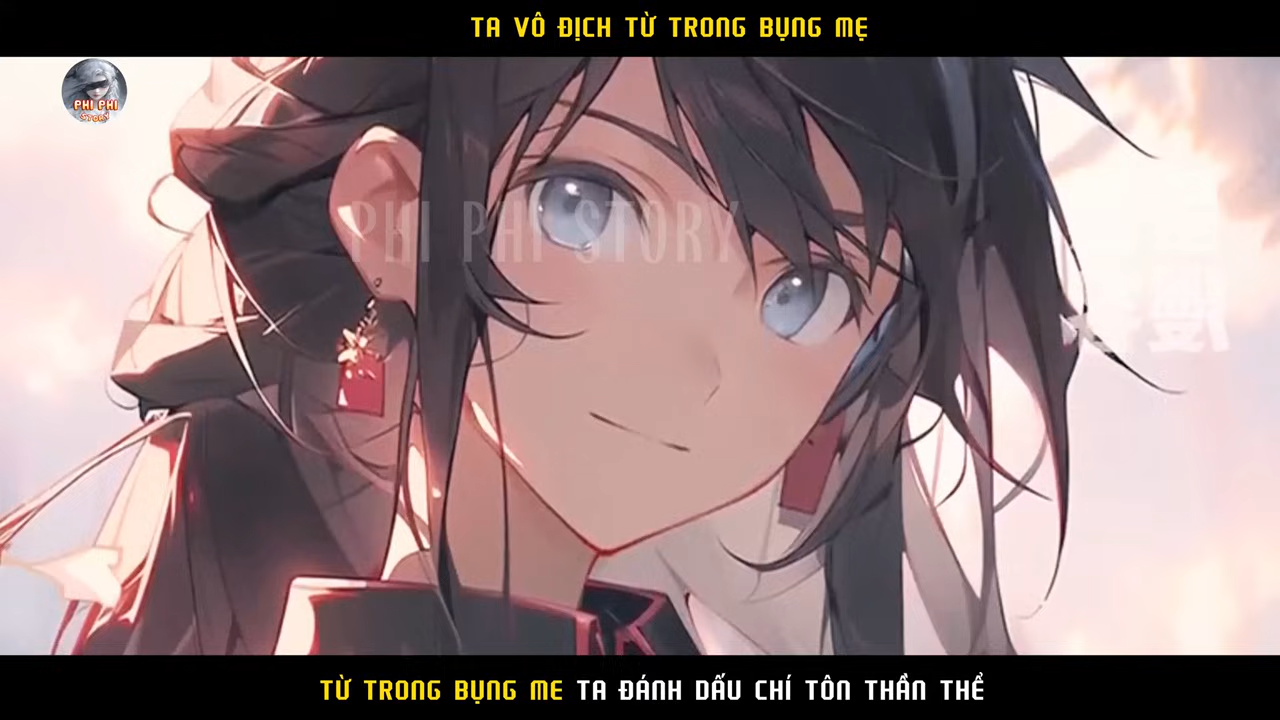 TA VÔ ĐỊCH TỪ TRONG BỤNG MẸ
PHI PHI
STORY
PHI PHI STORY
TỪ TRONG BỤNG MẸ TA ĐÁNH DẤU CHÍ TÔN THẦN THỂ